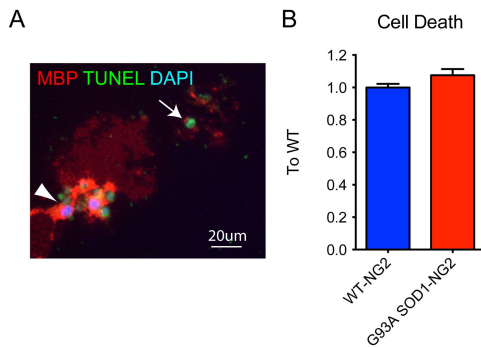 A
MBP TUNEL DAPI
20um
B
Cell Death
To WT
1.2
1.0
0.8
0.6
0.4
0.2
0.0
WT-NG2
G93A SOD1-NG2